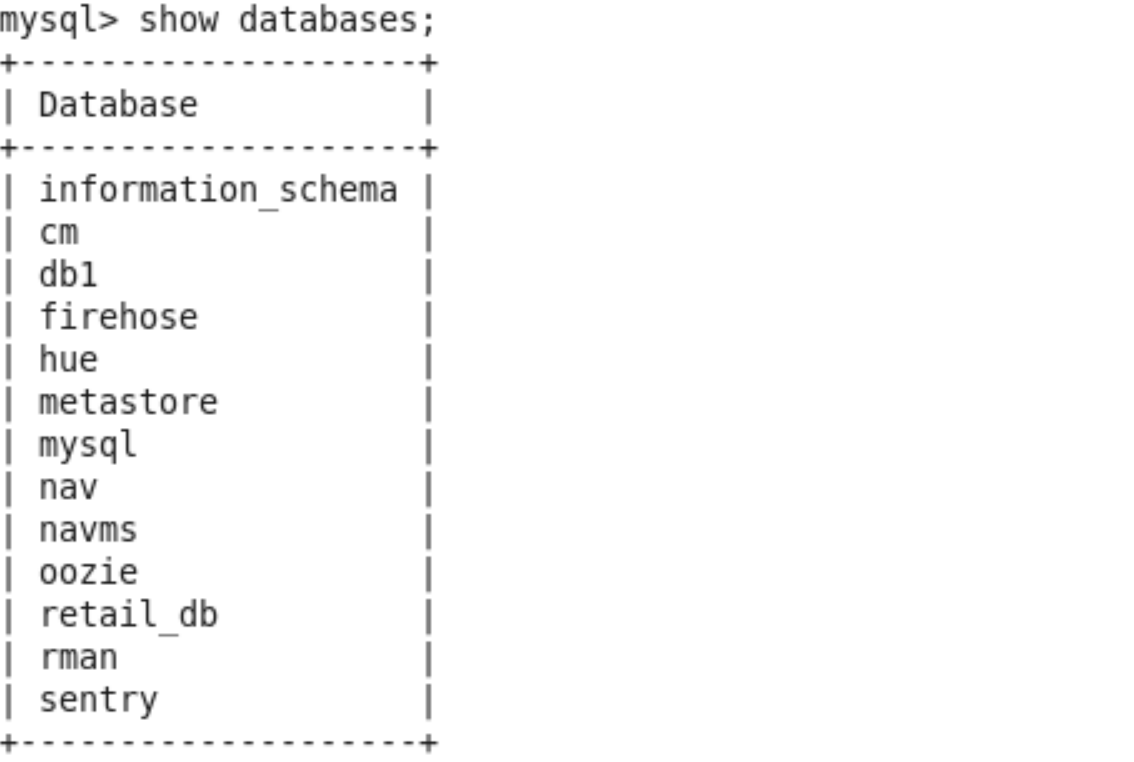 mysql> show databases;
+--------------------+
| Database           |
+--------------------+
| information_schema |
| cm                 |
| db1                |
| firehose           |
| hue                |
| metastore          |
| mysql              |
| nav                |
| navms              |
| oozie              |
| retail_db          |
| rman               |
| sentry             |
+--------------------+